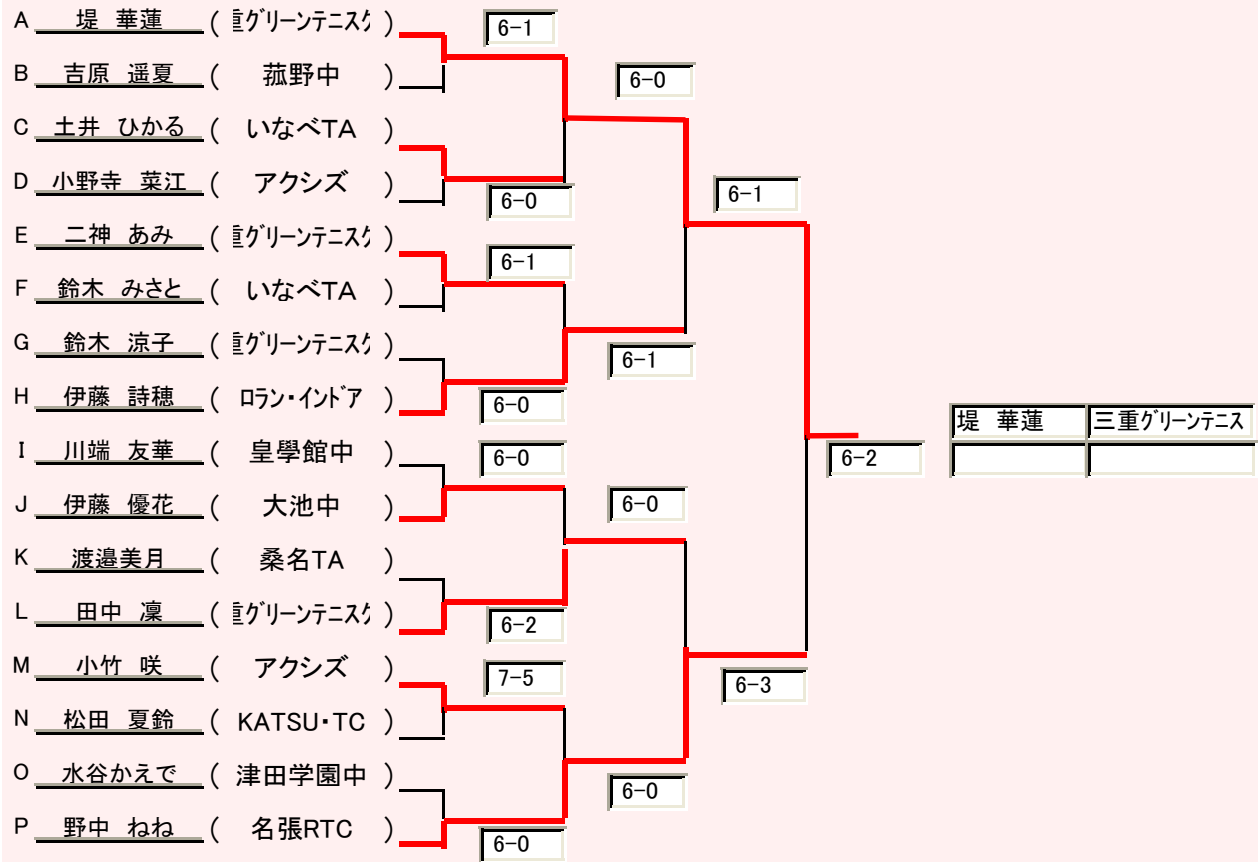 A 堤 華蓮 ( 重グリーンテニスク )
6-1
B 吉原 遥夏 ( 菰野中 )
6-0
C 土井 ひかる ( いなべTA )
D 小野寺 菜江 ( アクシズ )
6-0
6-1
E 二神 あみ ( 重グリーンテニスク )
6-1
F 鈴木 みさと ( いなべTA )
G 鈴木 涼子 ( 重グリーンテニスク )
6-1
H 伊藤 詩穂 ( ロラン・インドア )
6-0
堤 華蓮 三重グリーンテニス
I 川端 友華 ( 皇學館中 )
6-0
6-2
J 伊藤 優花 ( 大池中 )
6-0
K 渡邉美月 ( 桑名TA )
L 田中 凜 ( 重グリーンテニスク )
6-2
M 小竹 咲 ( アクシズ )
7-5
6-3
N 松田 夏鈴 ( KATSU・TC )
O 水谷かえで ( 津田学園中 )
6-0
P 野中 ねね ( 名張RTC )
6-0